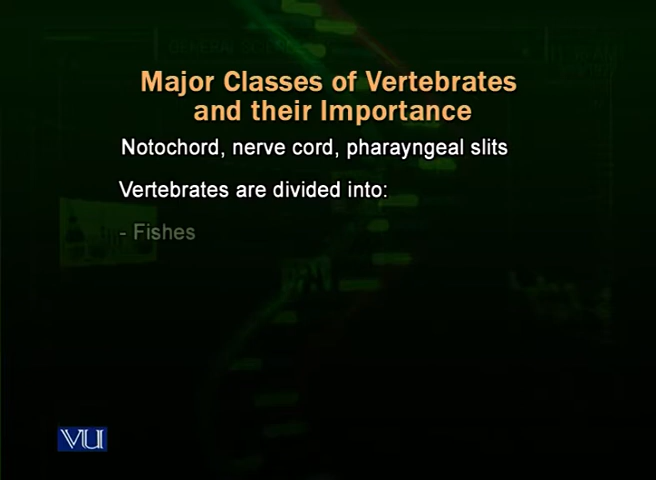 Major Classes of Vertebrates
and their Importance
Notochord, nerve cord, pharayngeal slits
Vertebrates are divided into:
- Fishes
VU